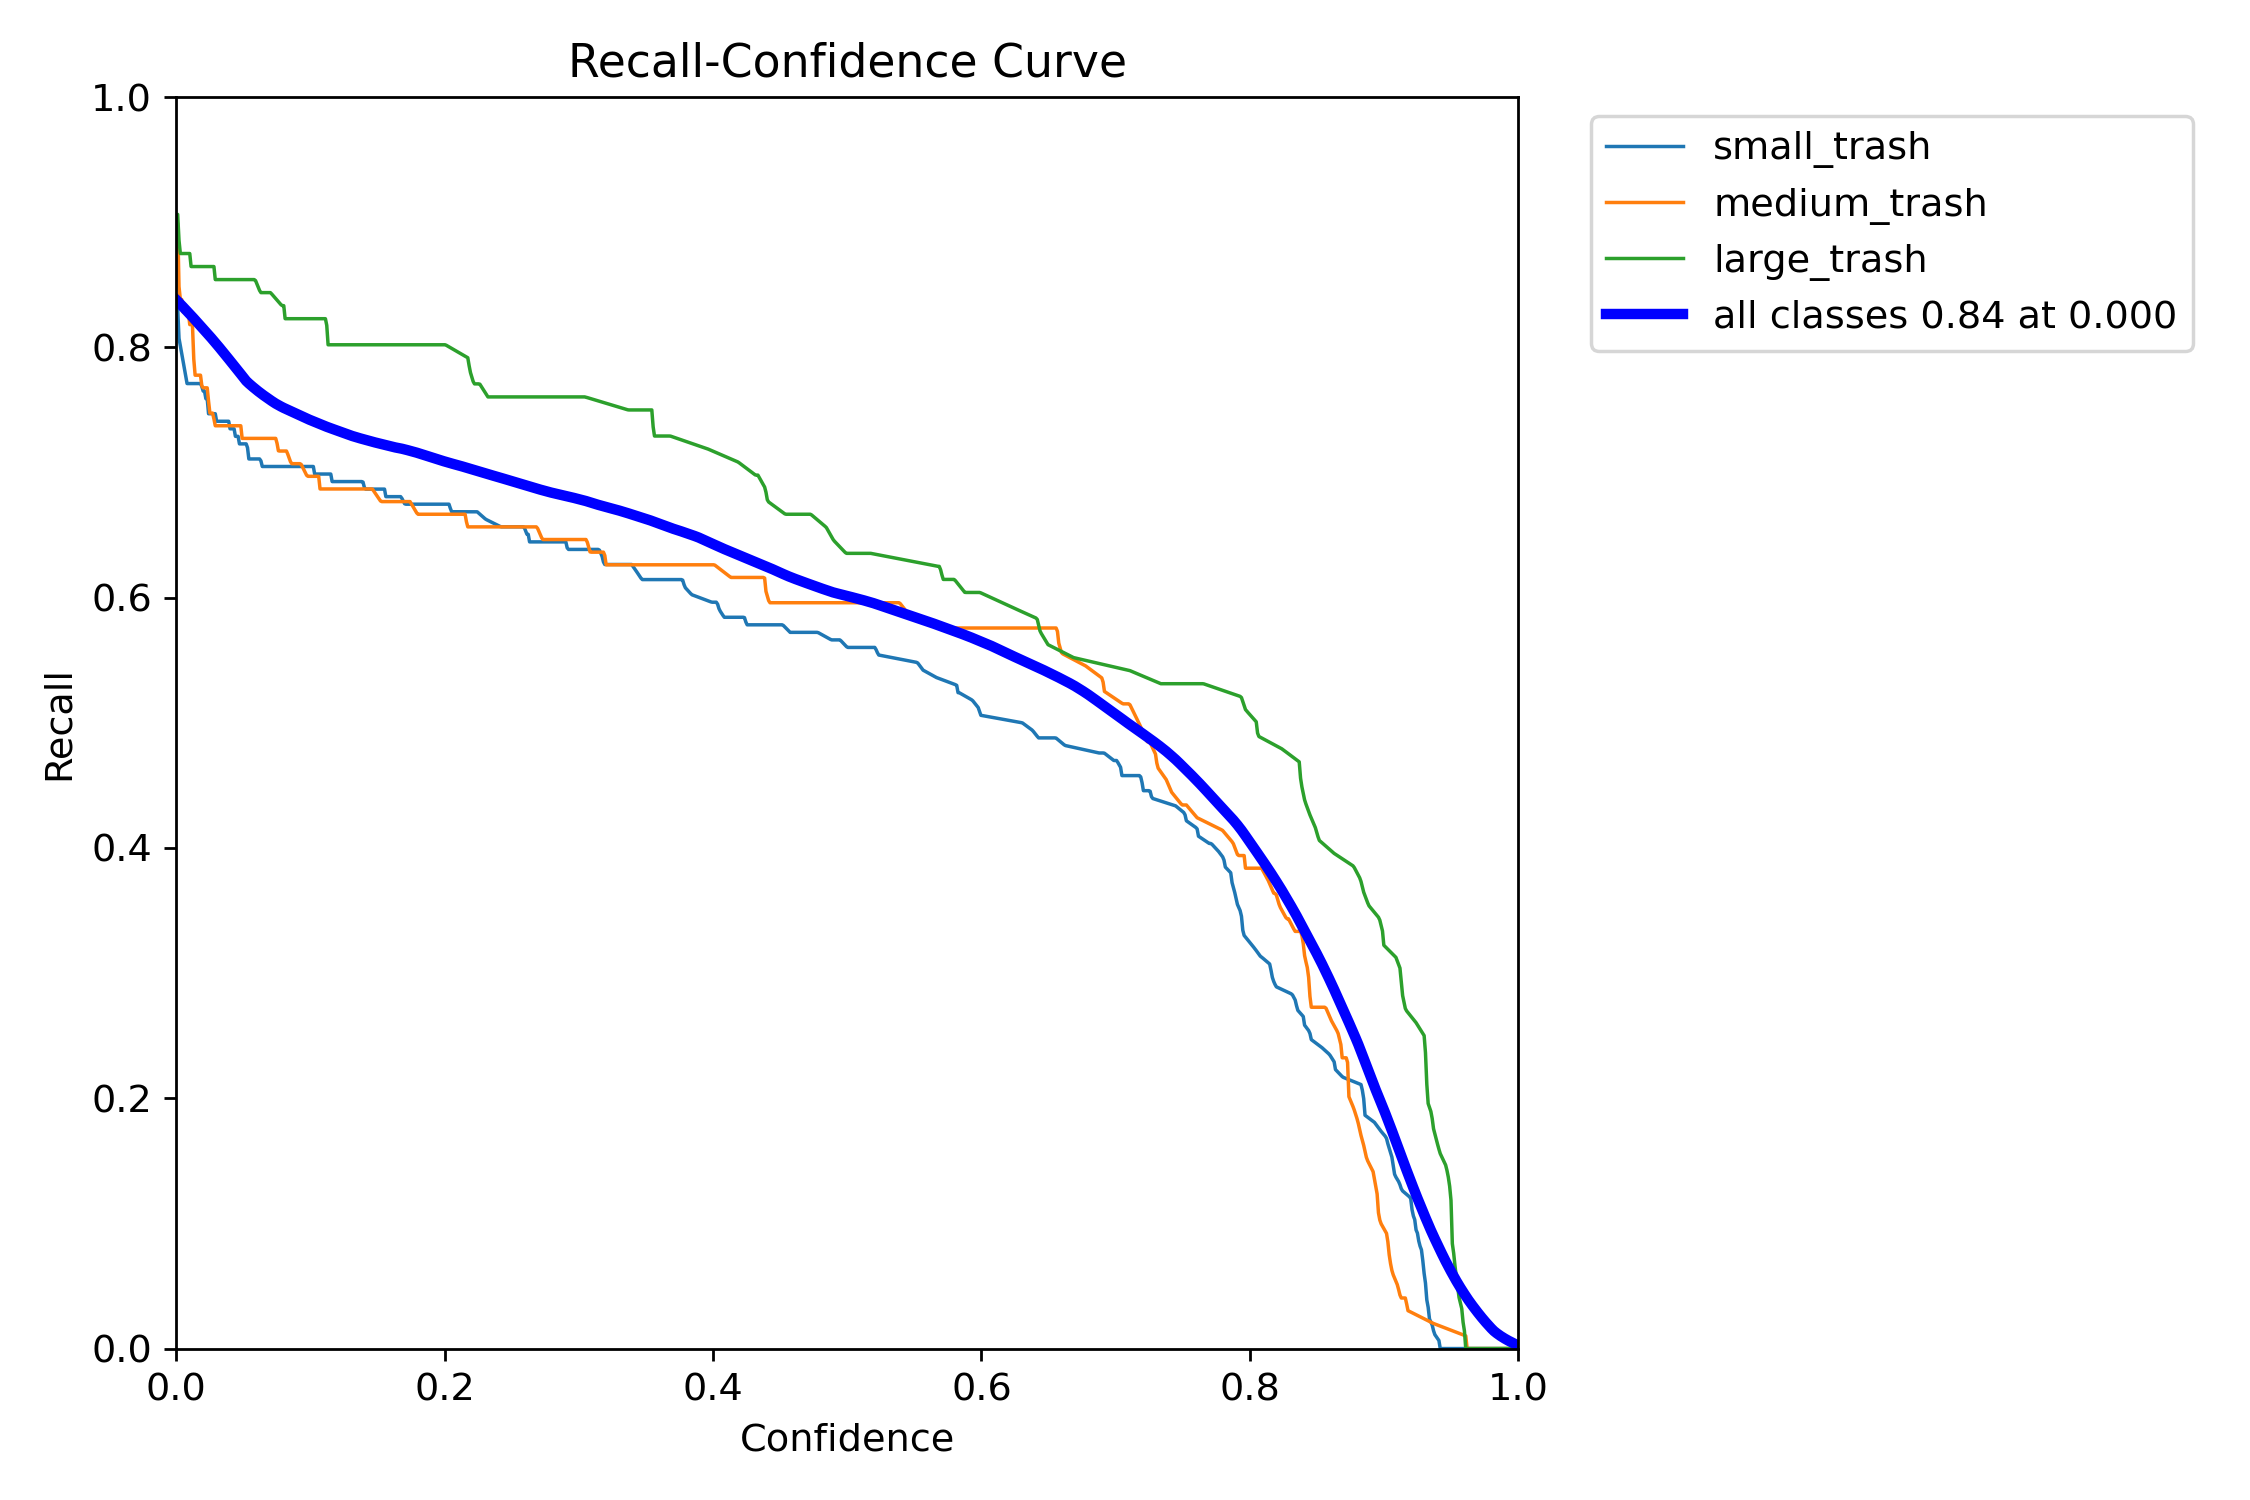 Recall-Confidence Curve
1.0
0.8
0.6
0.4
0.2
0.0
Recall
0.0 0.2 0.4 0.6 0.8 1.0
Confidence
small_trash
medium_trash
large_trash
all classes 0.84 at 0.000